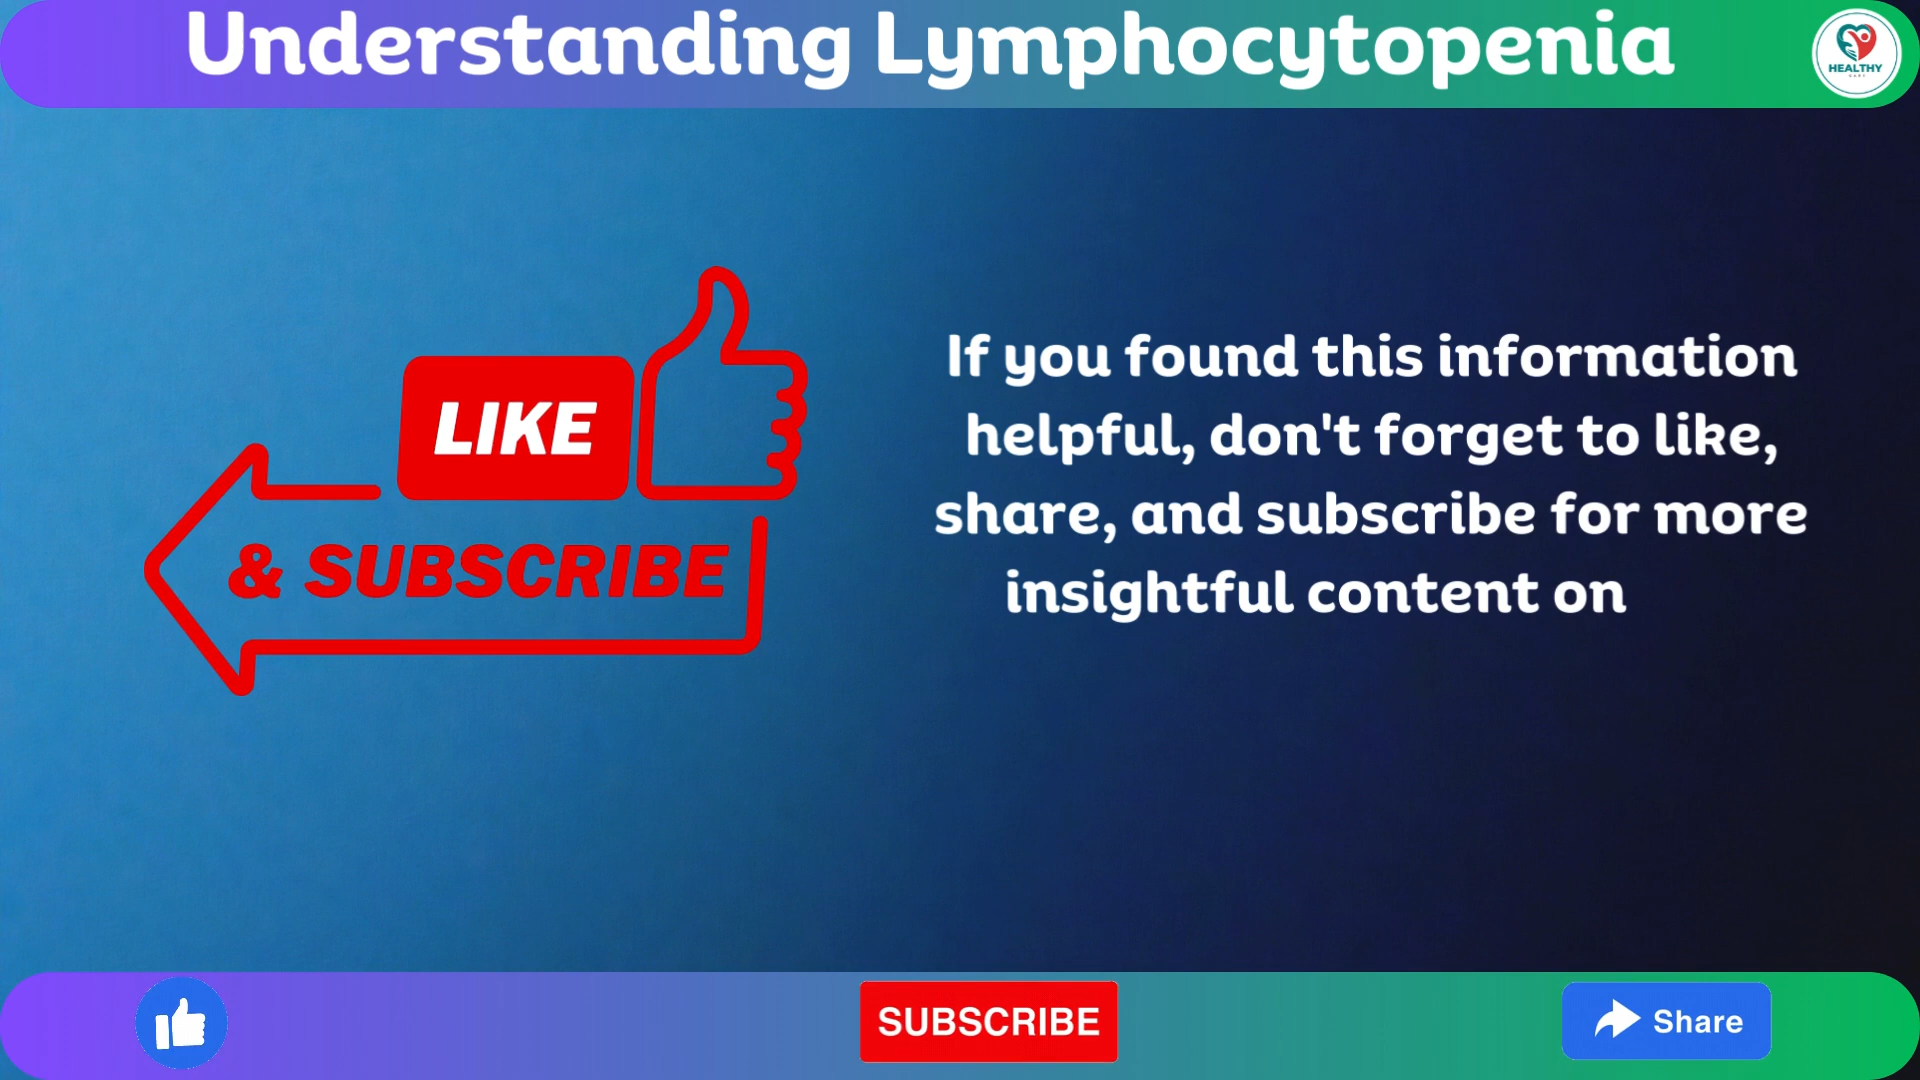 Understanding Lymphocytopenia
HEALTHY
LIKE
& SUBSCRIBE
If you found this information
helpful, don't forget to like,
share, and subscribe for more
insightful content on
SUBSCRIBE
Share